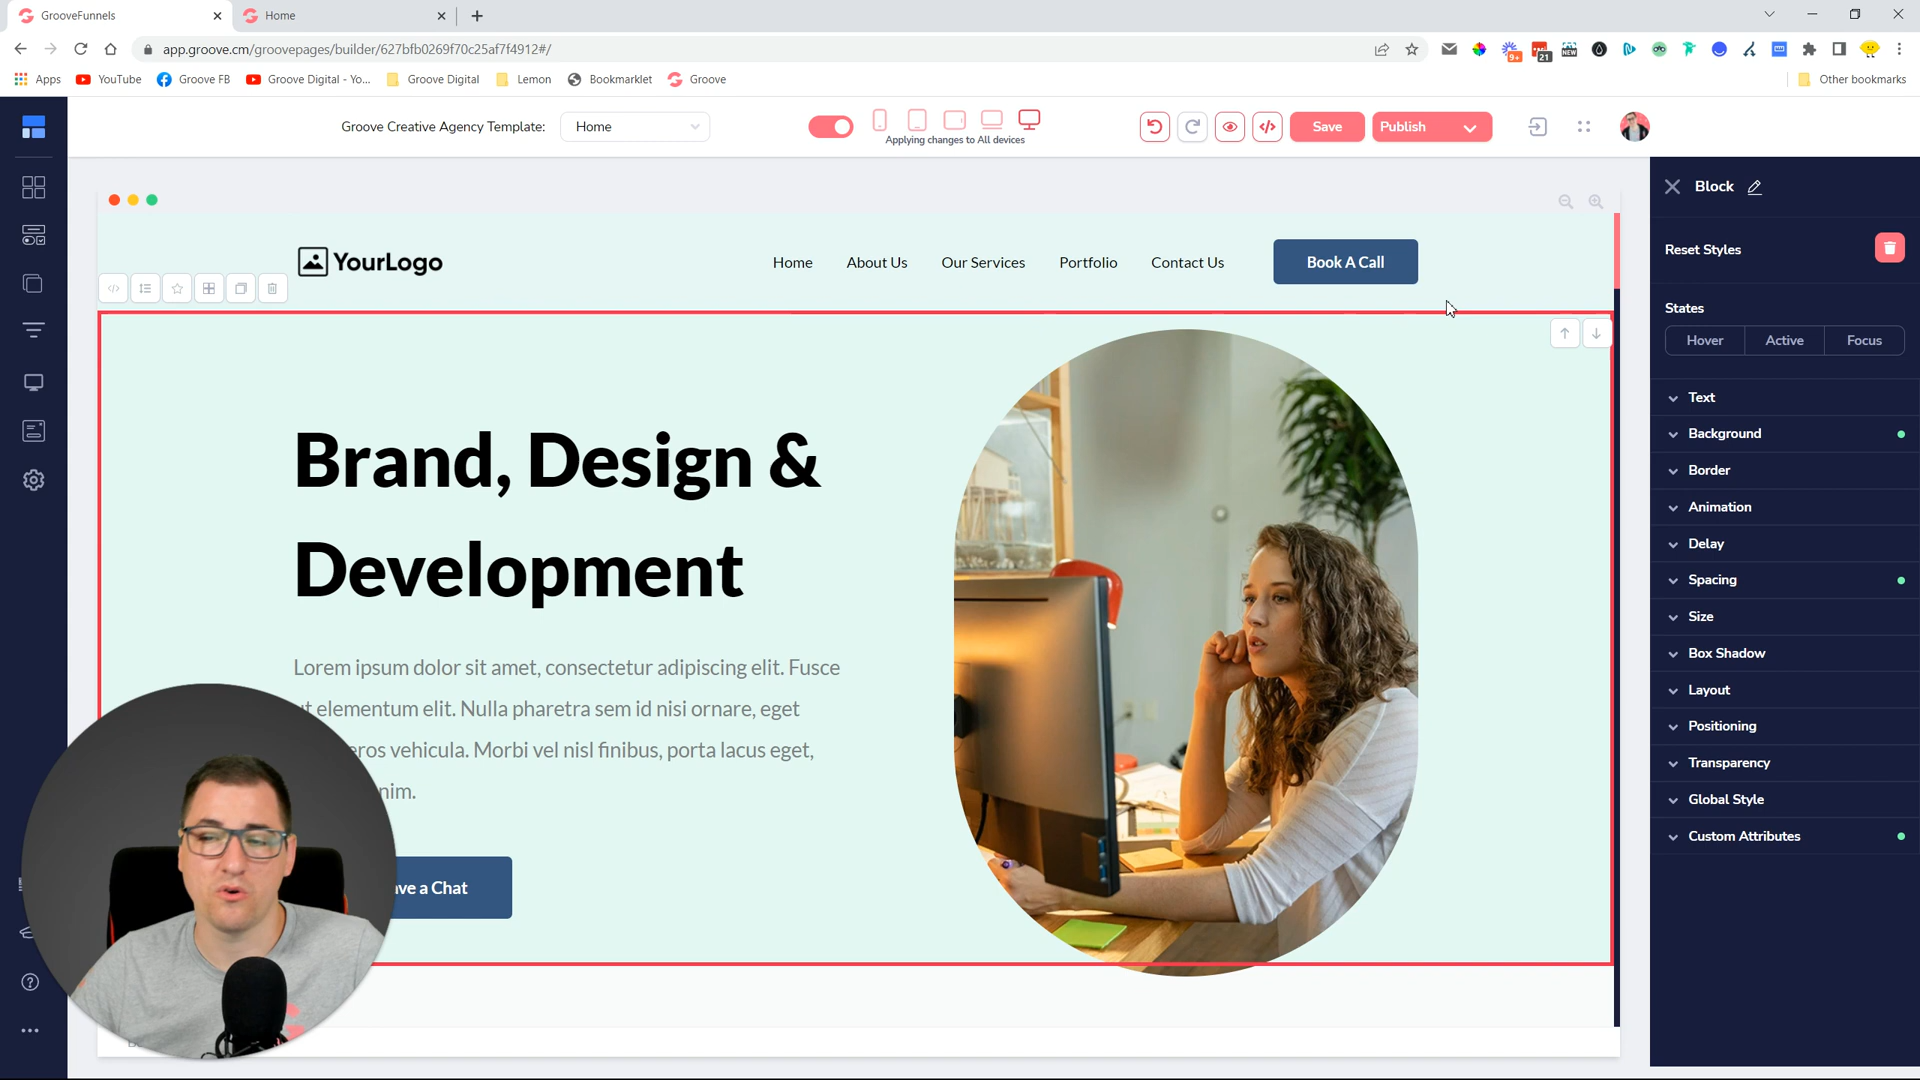 GrooveFunnels
Home
app.groove.cm/groovepages/builder/627bfb0269f70c25af7f4912#/
9+
21
NEW
Apps
YouTube
Groove FB
Groove Digital - Yo...
Groove Digital
Lemon
Bookmarklet
Groove
Other bookmarks
Groove Creative Agency Template:
Home
Applying changes to All devices
Save
Publish
Block
Reset Styles
States
Hover
Active
Focus
Text
Background
Border
Animation
Delay
Spacing
Size
Box Shadow
Layout
Positioning
Transparency
Global Style
Custom Attributes
YourLogo
Home
About Us
Our Services
Portfolio
Contact Us
Book A Call
Brand, Design &
Development
Lorem ipsum dolor sit amet, consectetur adipiscing elit. Fusce
elementum elit. Nulla pharetra sem id nisi ornare, eget
eros vehicula. Morbi vel nisl finibus, porta lacus eget,
nim.
ve a Chat